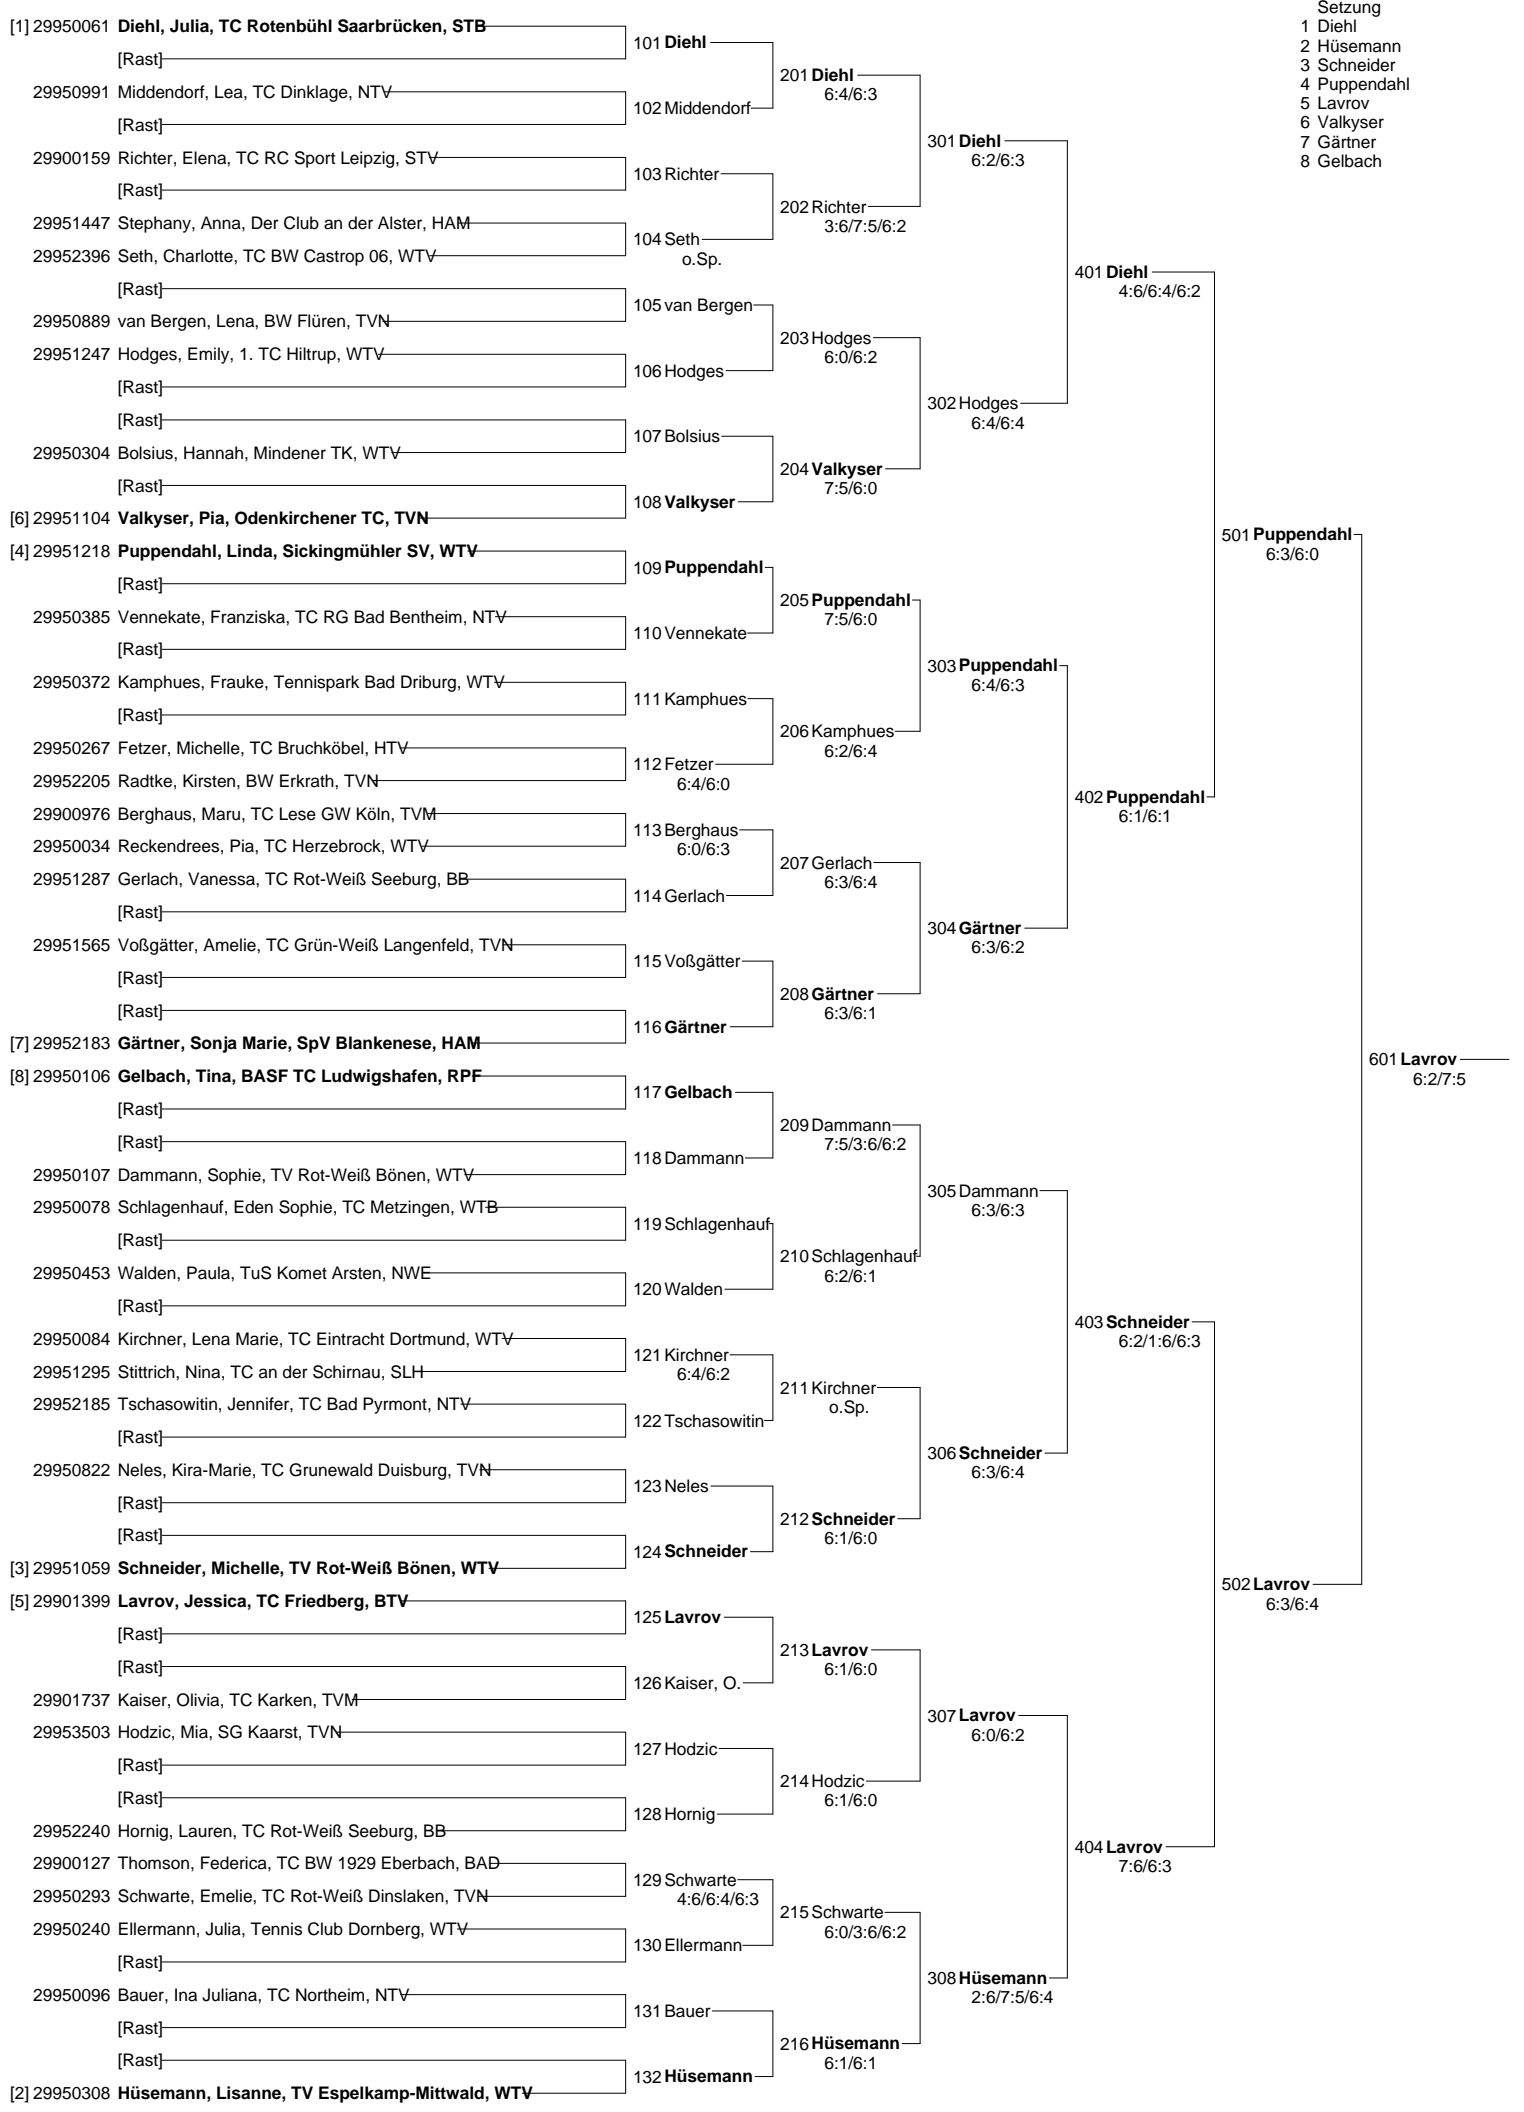 Setzung
1 Diehl
2 Hüsemann
3 Schneider
4 Puppendahl
5 Lavrov
6 Valkyser
7 Gärtner
8 Gelbach
[1] 29950061 Diehl, Julia, TC Rotenbühl Saarbrücken, STB
[Rast]
29950991 Middendorf, Lea, TC Dinklage, NTV
[Rast]
29900159 Richter, Elena, TC RC Sport Leipzig, STV
[Rast]
29951447 Stephany, Anna, Der Club an der Alster, HAM
29952396 Seth, Charlotte, TC BW Castrop 06, WTV
[Rast]
29950889 van Bergen, Lena, BW Flüren, TVN
29951247 Hodges, Emily, 1. TC Hiltrup, WTV
[Rast]
[Rast]
29950304 Bolsius, Hannah, Mindener TK, WTV
[Rast]
[6] 29951104 Valkyser, Pia, Odenkirchener TC, TVN
[4] 29951218 Puppendahl, Linda, Sickingmühler SV, WTV
[Rast]
29950385 Vennekate, Franziska, TC RG Bad Bentheim, NTV
[Rast]
29950372 Kamphues, Frauke, Tennispark Bad Driburg, WTV
[Rast]
29950267 Fetzer, Michelle, TC Bruchköbel, HTV
29952205 Radtke, Kirsten, BW Erkrath, TVN
29900976 Berghaus, Maru, TC Lese GW Köln, TVM
29950034 Reckendrees, Pia, TC Herzebrock, WTV
29951287 Gerlach, Vanessa, TC Rot-Weiß Seeburg, BB
[Rast]
29951565 Voßgätter, Amelie, TC Grün-Weiß Langenfeld, TVN
[Rast]
[Rast]
[7] 29952183 Gärtner, Sonja Marie, SpV Blankenese, HAM
[8] 29950106 Gelbach, Tina, BASF TC Ludwigshafen, RPF
[Rast]
[Rast]
29950107 Dammann, Sophie, TV Rot-Weiß Bönen, WTV
29950078 Schlagenhauf, Eden Sophie, TC Metzingen, WTB
[Rast]
29950453 Walden, Paula, TuS Komet Arsten, NWE
[Rast]
29950084 Kirchner, Lena Marie, TC Eintracht Dortmund, WTV
29951295 Stittrich, Nina, TC an der Schirnau, SLH
29952185 Tschasowitin, Jennifer, TC Bad Pyrmont, NTV
[Rast]
29950822 Neles, Kira-Marie, TC Grunewald Duisburg, TVN
[Rast]
[Rast]
[3] 29951059 Schneider, Michelle, TV Rot-Weiß Bönen, WTV
[5] 29901399 Lavrov, Jessica, TC Friedberg, BTV
[Rast]
[Rast]
29901737 Kaiser, Olivia, TC Karken, TVM
29953503 Hodzic, Mia, SG Kaarst, TVN
[Rast]
[Rast]
29952240 Hornig, Lauren, TC Rot-Weiß Seeburg, BB
29900127 Thomson, Federica, TC BW 1929 Eberbach, BAD
29950293 Schwarte, Emelie, TC Rot-Weiß Dinslaken, TVN
29950240 Ellermann, Julia, Tennis Club Dornberg, WTV
[Rast]
29950096 Bauer, Ina Juliana, TC Northeim, NTV
[Rast]
[Rast]
[2] 29950308 Hüsemann, Lisanne, TV Espelkamp-Mittwald, WTV
101 Diehl
102 Middendorf
103 Richter
104 Seth
o.Sp.
105 van Bergen
106 Hodges
107 Bolsius
108 Valkyser
109 Puppendahl
110 Vennekate
111 Kamphues
112 Fetzer
6:4/6:0
113 Berghaus
6:0/6:3
114 Gerlach
115 Voßgätter
116 Gärtner
117 Gelbach
118 Dammann
119 Schlagenhauf
120 Walden
121 Kirchner
6:4/6:2
122 Tschasowitin
123 Neles
124 Schneider
125 Lavrov
126 Kaiser, O.
127 Hodzic
128 Hornig
129 Schwarte
4:6/6:4/6:3
130 Ellermann
131 Bauer
132 Hüsemann
201 Diehl
6:4/6:3
202 Richter
3:6/7:5/6:2
203 Hodges
6:0/6:2
204 Valkyser
7:5/6:0
205 Puppendahl
7:5/6:0
206 Kamphues
6:2/6:4
207 Gerlach
6:3/6:4
208 Gärtner
6:3/6:1
209 Dammann
7:5/3:6/6:2
210 Schlagenhauf
6:2/6:1
211 Kirchner
o.Sp.
212 Schneider
6:1/6:0
213 Lavrov
6:1/6:0
214 Hodzic
6:1/6:0
215 Schwarte
6:0/3:6/6:2
216 Hüsemann
6:1/6:1
301 Diehl
6:2/6:3
302 Hodges
6:4/6:4
303 Puppendahl
6:4/6:3
304 Gärtner
6:3/6:2
305 Dammann
6:3/6:3
306 Schneider
6:3/6:4
307 Lavrov
6:0/6:2
308 Hüsemann
2:6/7:5/6:4
401 Diehl
4:6/6:4/6:2
402 Puppendahl
6:1/6:1
403 Schneider
6:2/1:6/6:3
404 Lavrov
7:6/6:3
501 Puppendahl
6:3/6:0
502 Lavrov
6:3/6:4
601 Lavrov
6:2/7:5